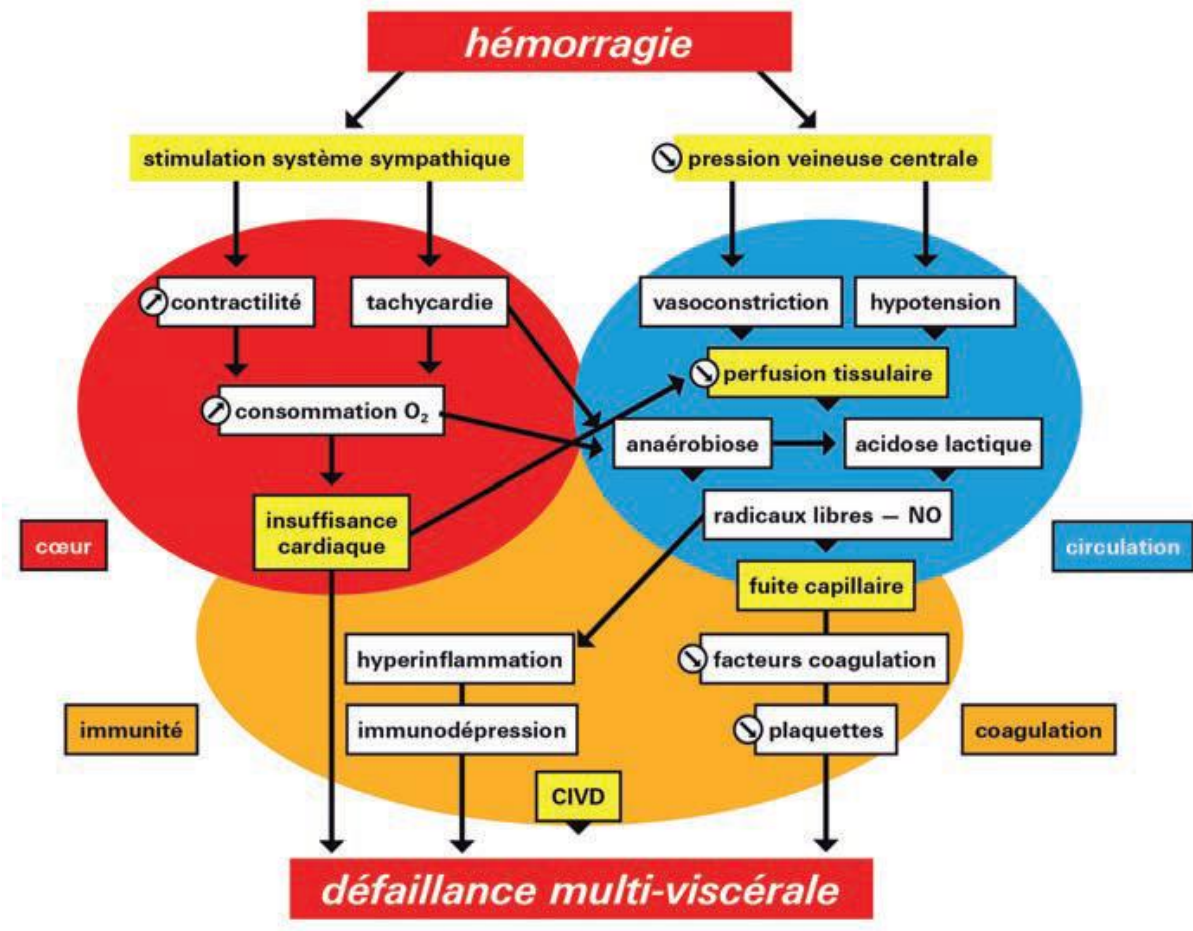 hémorragie
stimulation système sympathique
pression veineuse centrale
contractilité
tachycardie
vasoconstriction
hypotension
perfusion tissulaire
consommation O₂
anaérobiose
acidose lactique
insuffisance
cardiaque
radicaux libres — NO
cœur
circulation
fuite capillaire
hyperinflammation
facteurs coagulation
immunité
immunodépression
plaquettes
coagulation
CIVD
défaillance multi-viscérale